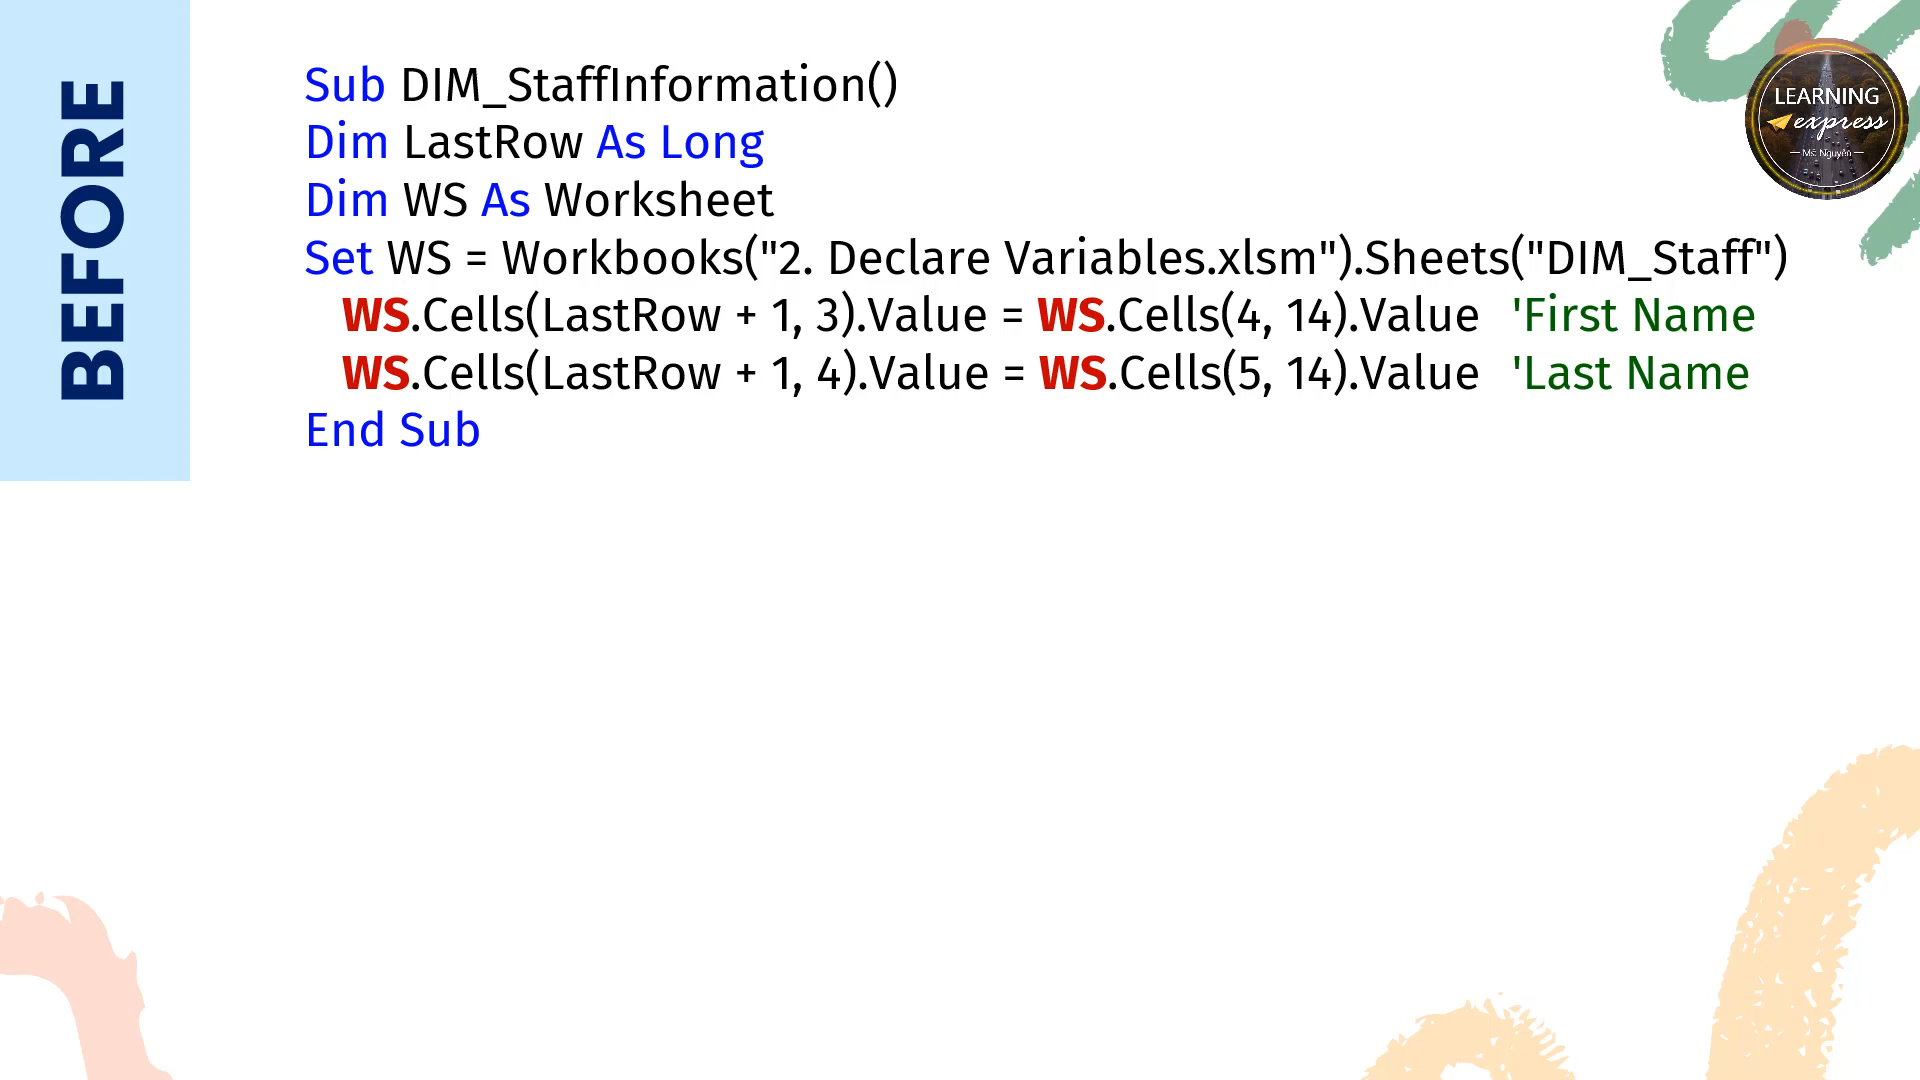 BEFORE
Sub DIM_StaffInformation()
Dim LastRow As Long
Dim WS As Worksheet
Set WS = Workbooks("2. Declare Variables.xlsm").Sheets("DIM_Staff")
WS.Cells(LastRow + 1, 3).Value = WS.Cells(4, 14).Value 'First Name
WS.Cells(LastRow + 1, 4).Value = WS.Cells(5, 14).Value 'Last Name
End Sub
LEARNING
express
Ms. Nguyễn